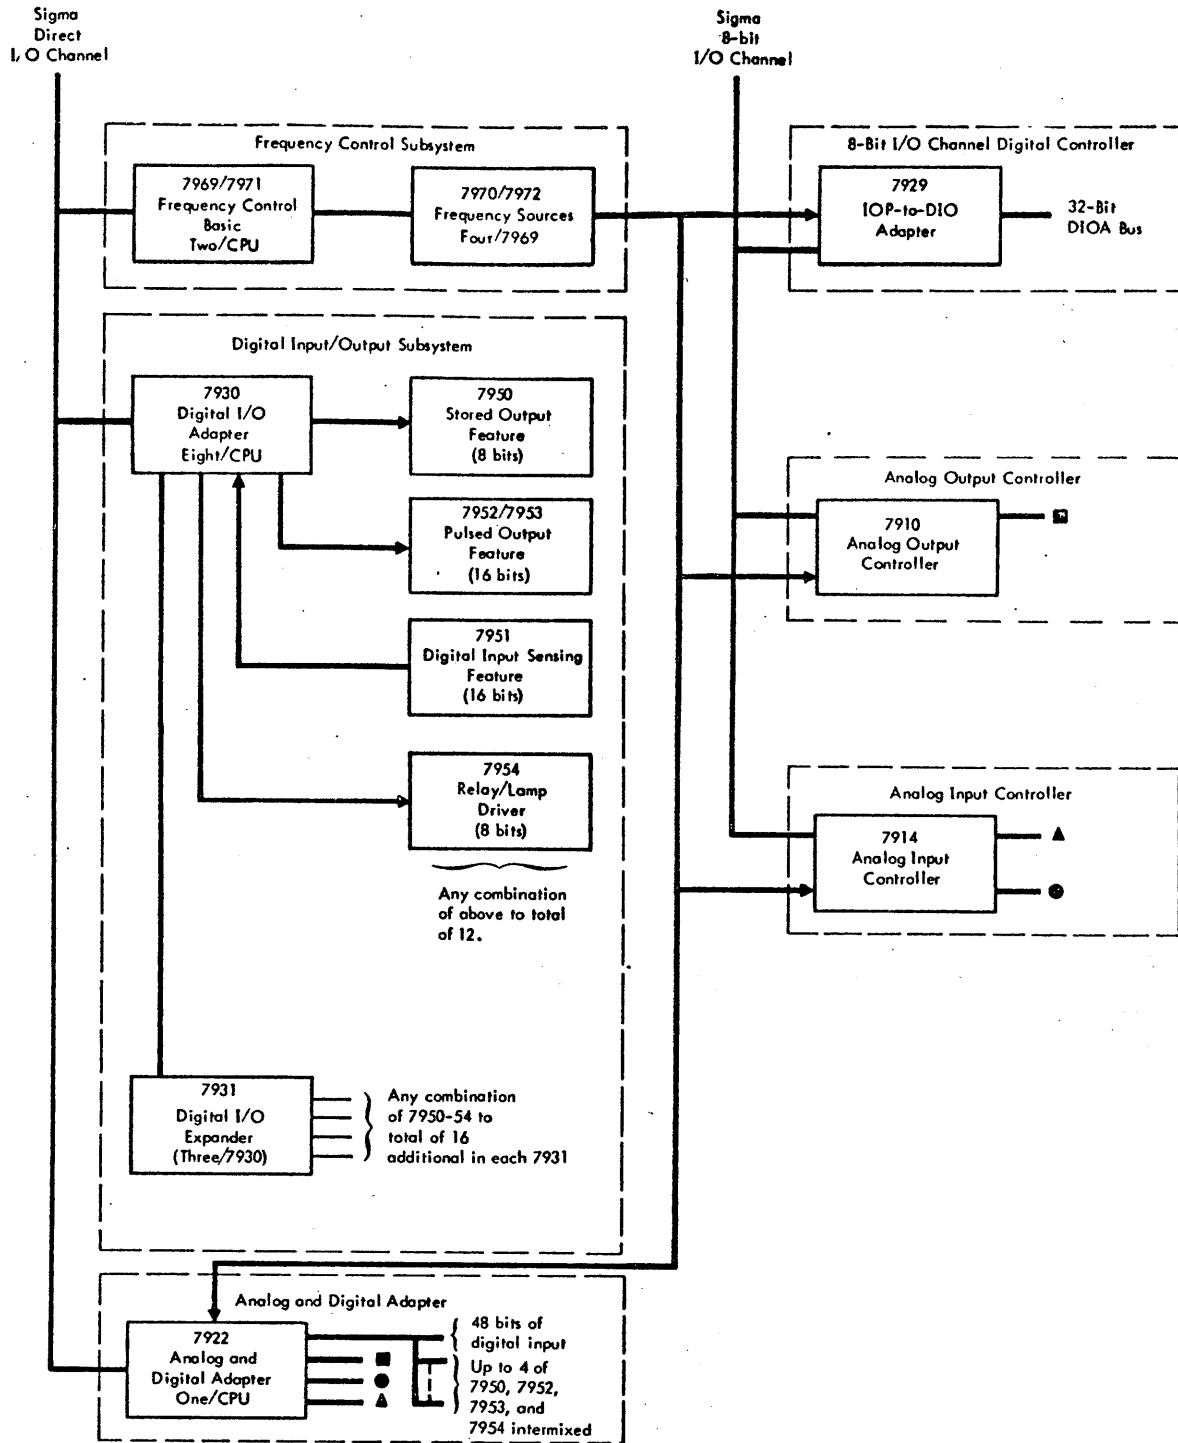 Sigma
Direct
I/O Channel
Sigma
8-bit
I/O Channel
Frequency Control Subsystem
7969/7971
Frequency Control
Basic
Two/CPU
7970/7972
Frequency Sources
Four/7969
8-Bit I/O Channel Digital Controller
7929
IOP-to-DIO
Adapter
32-Bit
DIOA Bus
Digital Input/Output Subsystem
7930
Digital I/O
Adapter
Eight/CPU
7950
Stored Output
Feature
(8 bits)
7952/7953
Pulsed Output
Feature
(16 bits)
7951
Digital Input Sensing
Feature
(16 bits)
7954
Relay/Lamp
Driver
(8 bits)
Any combination
of above to total
of 12.
Analog Output Controller
7910
Analog Output
Controller
Analog Input Controller
7914
Analog Input
Controller
7931
Digital I/O
Expander
(Three/7930)
Any combination
of 7950-54 to
total of 16
additional in each 7931
Analog and Digital Adapter
7922
Analog and
Digital Adapter
One/CPU
48 bits of
digital input
Up to 4 of
7950, 7952,
7953, and
7954 intermixed